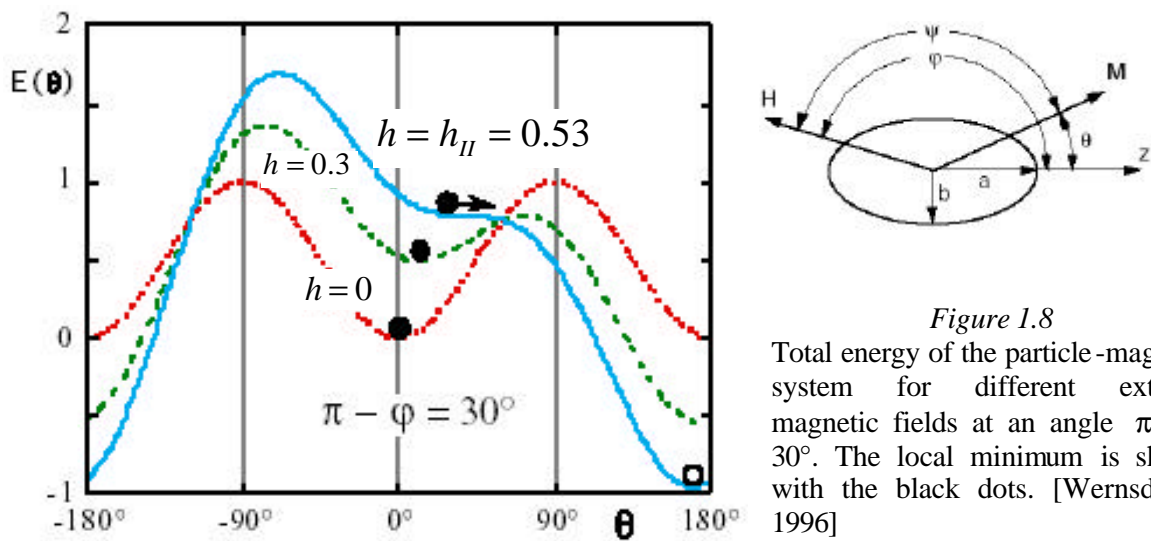 2
E(θ)
1
0
-1
-180°
-90°
0°
θ
90°
180°
h = h_II = 0.53
h = 0.3
h = 0
π − φ = 30°
ψ
φ
H
M
θ
Z
a
b
Figure 1.8
Total energy of the particle-mag
system for different ext
magnetic fields at an angle π
30°. The local minimum is s
with the black dots. [Wernsd
1996]